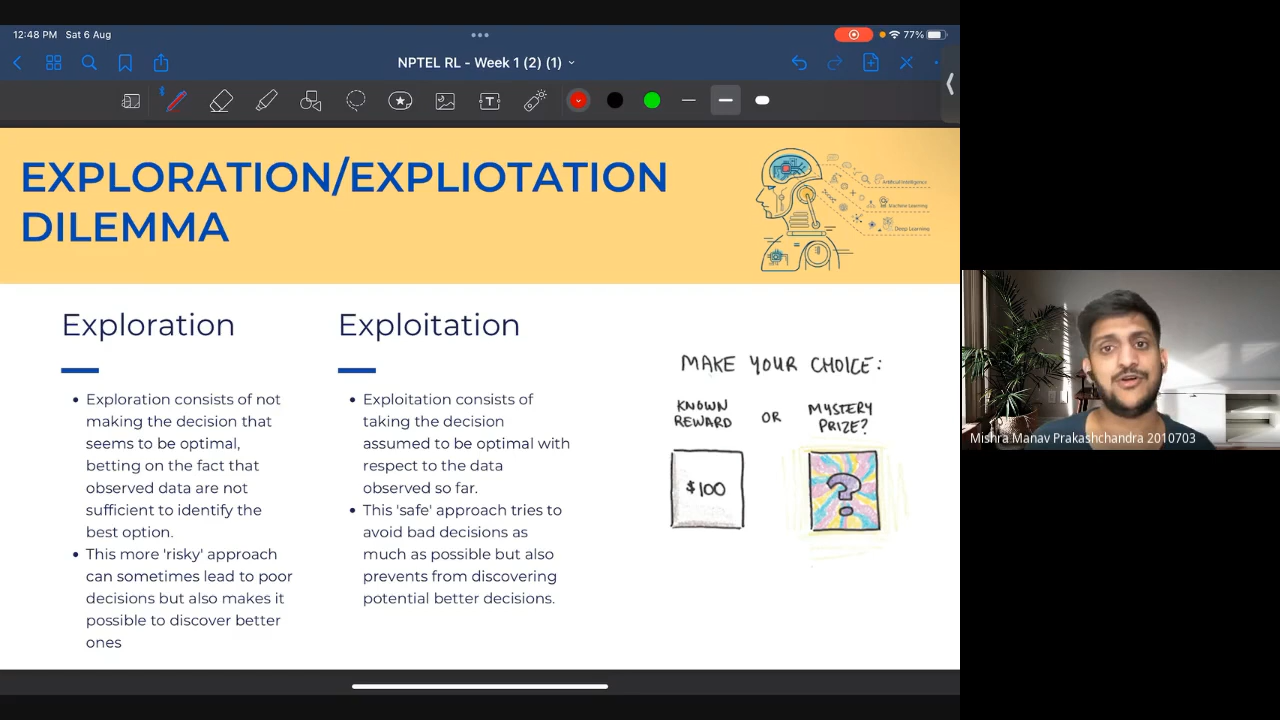 12:48 PM Sat 6 Aug
77%
NPTEL RL - Week 1 (2) (1)
EXPLORATION/EXPLIOTATION
DILEMMA
Artificial Intelligence
Machine Learning
Deep Learning
Exploration
• Exploration consists of not
making the decision that
seems to be optimal,
betting on the fact that
observed data are not
sufficient to identify the
best option.
• This more 'risky' approach
can sometimes lead to poor
decisions but also makes it
possible to discover better
ones
Exploitation
• Exploitation consists of
taking the decision
assumed to be optimal with
respect to the data
observed so far.
• This 'safe' approach tries to
avoid bad decisions as
much as possible but also
prevents from discovering
potential better decisions.
MAKE YOUR CHOICE:
KNOWN
REWARD
OR
MYSTERY
PRIZE?
$100
?
Mishra Manav Prakashchandra 2010703